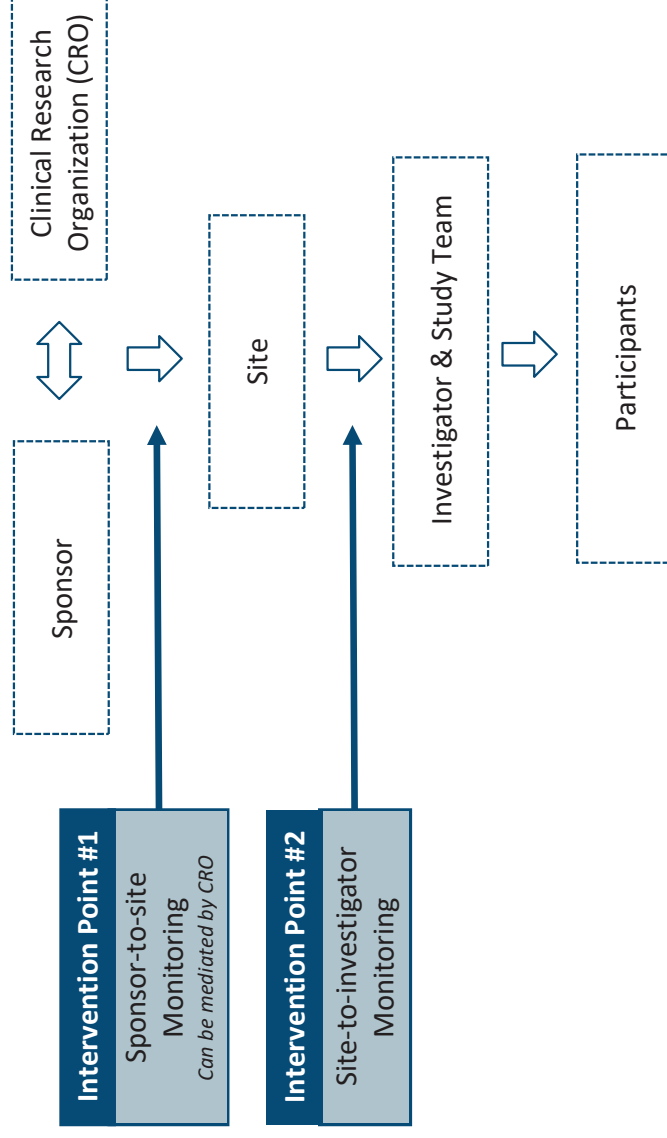 Sponsor
Clinical Research
Organization (CRO)
Intervention Point #1
Sponsor-to-site
Monitoring
Can be mediated by CRO
Site
Intervention Point #2
Site-to-investigator
Monitoring
Investigator & Study Team
Participants